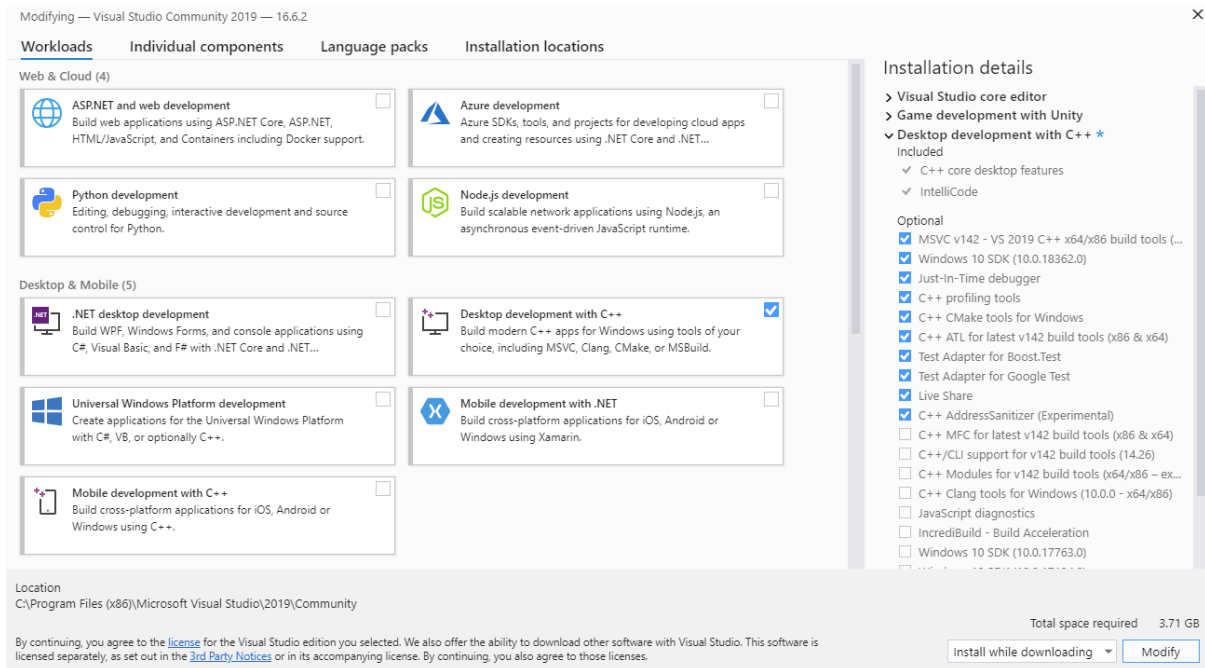 Modifying — Visual Studio Community 2019 — 16.6.2
Workloads
Individual components
Language packs
Installation locations
Web & Cloud (4)
ASP.NET and web development
Build web applications using ASP.NET Core, ASP.NET,
HTML/JavaScript, and Containers including Docker support.
Azure development
Azure SDKs, tools, and projects for developing cloud apps
and creating resources using .NET Core and .NET...
Python development
Editing, debugging, interactive development and source
control for Python.
Node.js development
Build scalable network applications using Node.js, an
asynchronous event-driven JavaScript runtime.
Desktop & Mobile (5)
.NET
.NET desktop development
Build WPF, Windows Forms, and console applications using
C#, Visual Basic, and F# with .NET Core and .NET...
Desktop development with C++
Build modern C++ apps for Windows using tools of your
choice, including MSVC, Clang, CMake, or MSBuild.
Universal Windows Platform development
Create applications for the Universal Windows Platform
with C#, VB, or optionally C++.
Mobile development with .NET
Build cross-platform applications for iOS, Android or
Windows using Xamarin.
Mobile development with C++
Build cross-platform applications for iOS, Android or
Windows using C++.
Installation details
Visual Studio core editor
Game development with Unity
Desktop development with C++ *
Included
C++ core desktop features
IntelliCode
Optional
MSVC v142 - VS 2019 C++ x64/x86 build tools (...
Windows 10 SDK (10.0.18362.0)
Just-In-Time debugger
C++ profiling tools
C++ CMake tools for Windows
C++ ATL for latest v142 build tools (x86 & x64)
Test Adapter for Boost.Test
Test Adapter for Google Test
Live Share
C++ AddressSanitizer (Experimental)
C++ MFC for latest v142 build tools (x86 & x64)
C++/CLI support for v142 build tools (14.26)
C++ Modules for v142 build tools (x64/x86 – ex...
C++ Clang tools for Windows (10.0.0 - x64/x86)
JavaScript diagnostics
IncrediBuild - Build Acceleration
Windows 10 SDK (10.0.17763.0)
Location
C:\Program Files (x86)\Microsoft Visual Studio\2019\Community
By continuing, you agree to the license for the Visual Studio edition you selected. We also offer the ability to download other software with Visual Studio. This software is
licensed separately, as set out in the 3rd Party Notices or in its accompanying license. By continuing, you also agree to those licenses.
Total space required 3.71 GB
Install while downloading
Modify